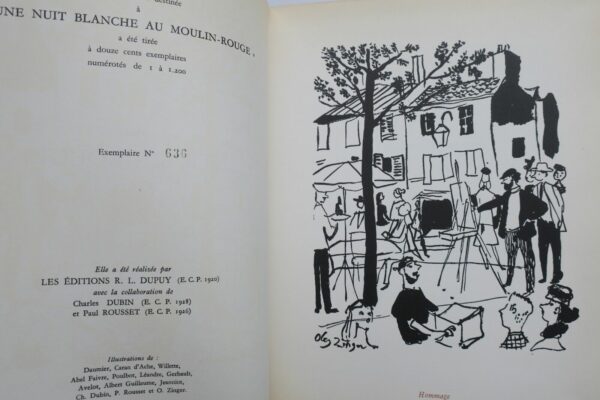 destinée
à
UNE NUIT BLANCHE AU MOULIN-ROUGE
a été tirée
à douze cents exemplaires
numérotés de 1 à 1.200
Exemplaire N° 636
Elle a été réalisée par
LES ÉDITIONS R. L. DUPUY (E. C. P. 1920)
avec la collaboration de
Charles DUBIN (E. C. P. 1928)
et Paul ROUSSET (E. C. P. 1926)
Illustrations de :
Daumier, Caran d'Ache, Willette,
Abel Faivre, Poulbot, Léandre, Gerbault,
Avelot, Albert Guillaume, Jeanniot,
Ch. Dubin, P. Rousset et O. Zinger.
Oleg Zinger
Hommage